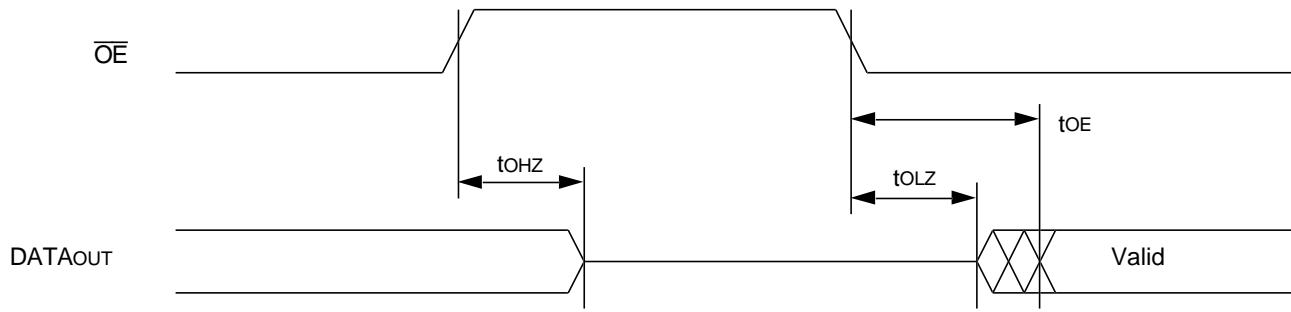 OE
tOE
tOHZ
tOLZ
DATAOUT
Valid